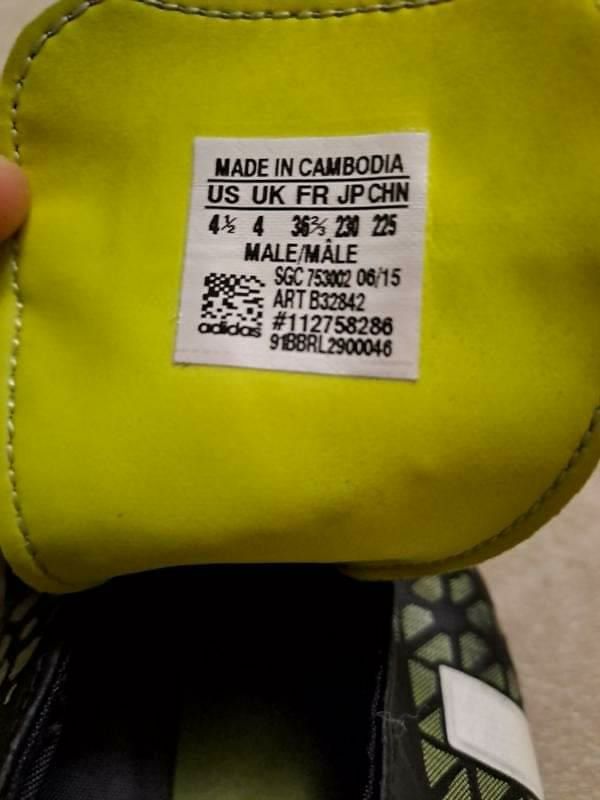 MADE IN CAMBODIA
US UK FR JP CHN
4½ 4 36⅔ 230 225
MALE/MÂLE
SGC 753002 06/15
ART B32842
#112758286
adidas
91BBRL2900046